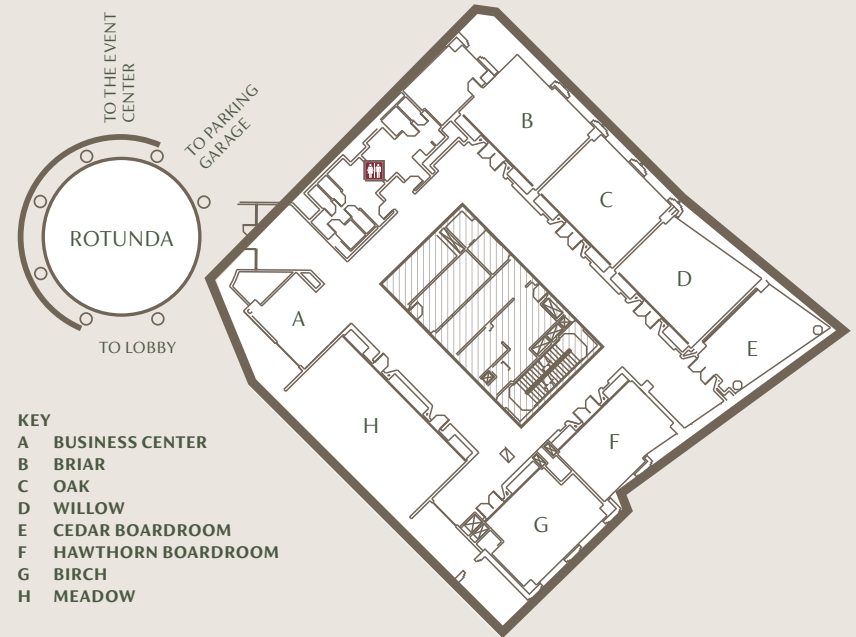 TO THE EVENT
CENTER
TO PARKING
GARAGE
ROTUNDA
TO LOBBY
A
B
C
D
E
F
G
H
KEY
A BUSINESS CENTER
B BRIAR
C OAK
D WILLOW
E CEDAR BOARDROOM
F HAWTHORN BOARDROOM
G BIRCH
H MEADOW